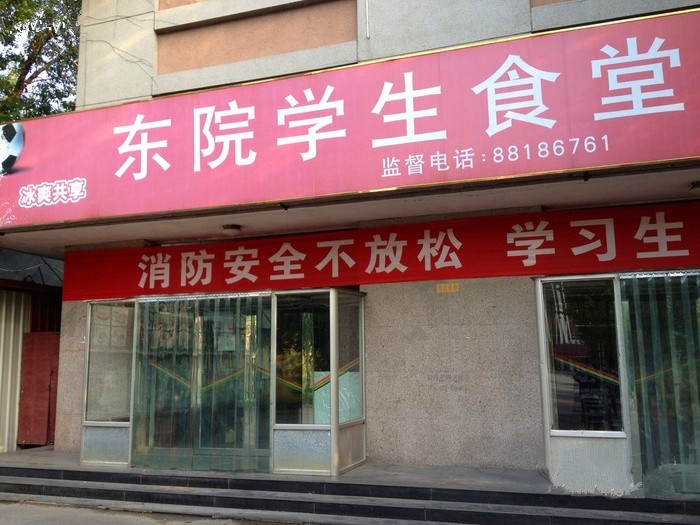 东院学生食堂
监督电话:88186761
冰爽共享
消防安全不放松 学习生